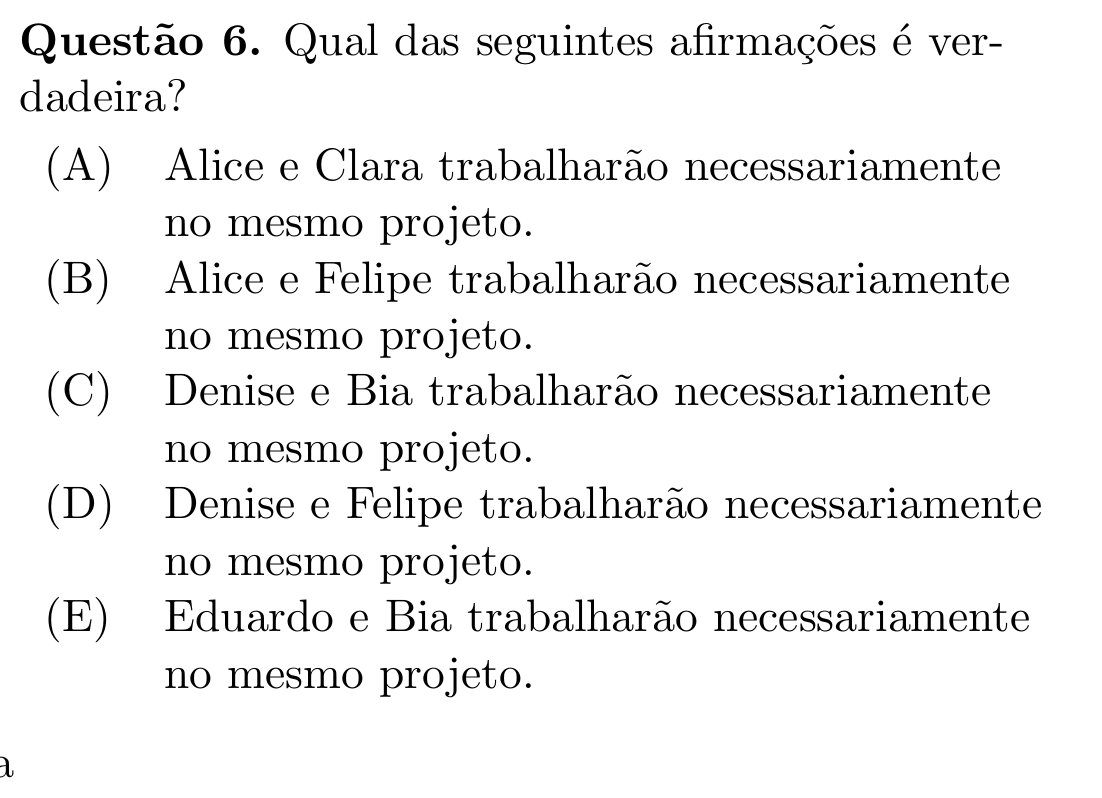 Questão 6. Qual das seguintes afirmações é ver-
dadeira?
(A) Alice e Clara trabalharão necessariamente
no mesmo projeto.
(B) Alice e Felipe trabalharão necessariamente
no mesmo projeto.
(C) Denise e Bia trabalharão necessariamente
no mesmo projeto.
(D) Denise e Felipe trabalharão necessariamente
no mesmo projeto.
(E) Eduardo e Bia trabalharão necessariamente
no mesmo projeto.
a